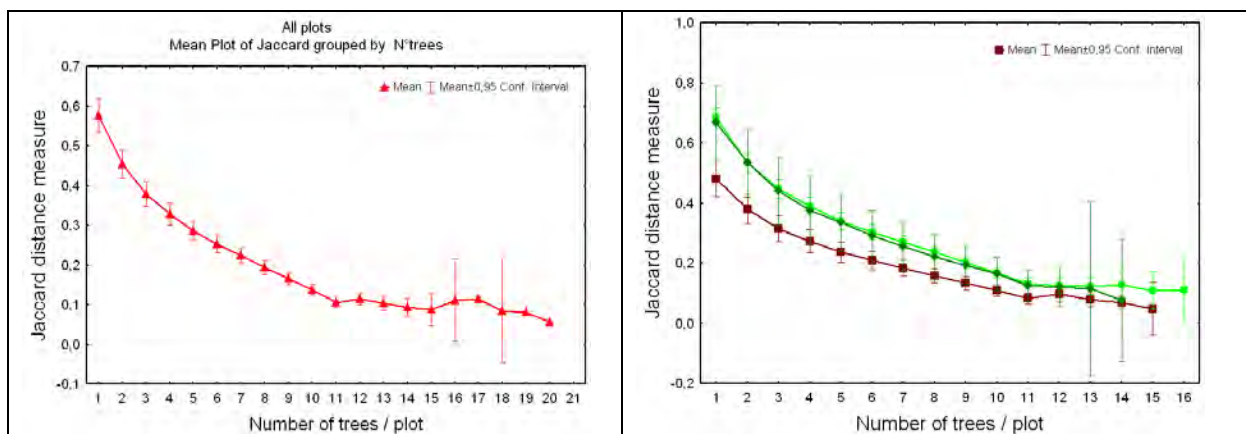 All plots
Mean Plot of Jaccard grouped by N°trees
Mean Mean±0,95 Conf. Interval
Jaccard distance measure
0,7
0,6
0,5
0,4
0,3
0,2
0,1
0,0
-0,1
1 2 3 4 5 6 7 8 9 10 11 12 13 14 15 16 17 18 19 20 21
Number of trees / plot
Mean Mean±0,95 Conf. Interval
Jaccard distance measure
1,0
0,8
0,6
0,4
0,2
0,0
-0,2
1 2 3 4 5 6 7 8 9 10 11 12 13 14 15 16
Number of trees / plot